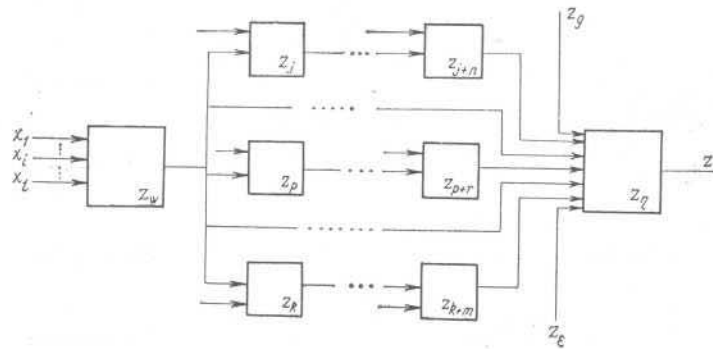 z_g
z_j
z_{j+n}
x_1
x_i
x_l
z_w
z_p
z_{p+r}
z_η
z
z_k
z_{k+m}
z_ε